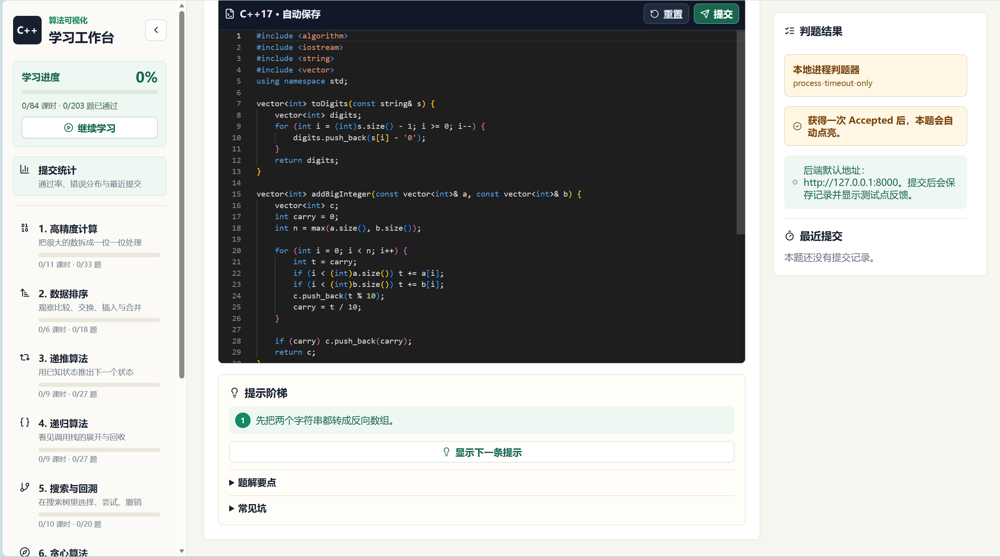 C++
算法可视化
学习工作台
学习进度
0%
0/84 课时 · 0/203 题已通过
继续学习
提交统计
通过率、错误分布与最近提交
1. 高精度计算
把很大的数拆成一位一位处理
0/11 课时 · 0/33 题
2. 数据排序
观察比较、交换、插入与合并
0/6 课时 · 0/18 题
3. 递推算法
用已知状态推出下一个状态
0/9 课时 · 0/27 题
4. 递归算法
看见调用栈的展开与回收
0/9 课时 · 0/27 题
5. 搜索与回溯
在搜索树里选择、尝试、撤销
0/10 课时 · 0/20 题
6. 贪心算法
C++17 • 自动保存
重置
提交
1 #include <algorithm>
2 #include <iostream>
3 #include <string>
4 #include <vector>
5 using namespace std;
6
7 vector<int> toDigits(const string& s) {
8     vector<int> digits;
9     for (int i = (int)s.size() - 1; i >= 0; i--) {
10         digits.push_back(s[i] - '0');
11     }
12     return digits;
13 }
14
15 vector<int> addBigInteger(const vector<int>& a, const vector<int>& b) {
16     vector<int> c;
17     int carry = 0;
18     int n = max(a.size(), b.size());
19
20     for (int i = 0; i < n; i++) {
21         int t = carry;
22         if (i < (int)a.size()) t += a[i];
23         if (i < (int)b.size()) t += b[i];
24         c.push_back(t % 10);
25         carry = t / 10;
26     }
27
28     if (carry) c.push_back(carry);
29     return c;
30 }
提示阶梯
1 先把两个字符串都转成反向数组。
显示下一条提示
▶ 题解要点
▶ 常见坑
判题结果
本地进程判题器
process-timeout-only
获得一次 Accepted 后，本题会自
动点亮。
后端默认地址：
http://127.0.0.1:8000。提交后会保
存记录并显示测试点反馈。
最近提交
本题还没有提交记录。